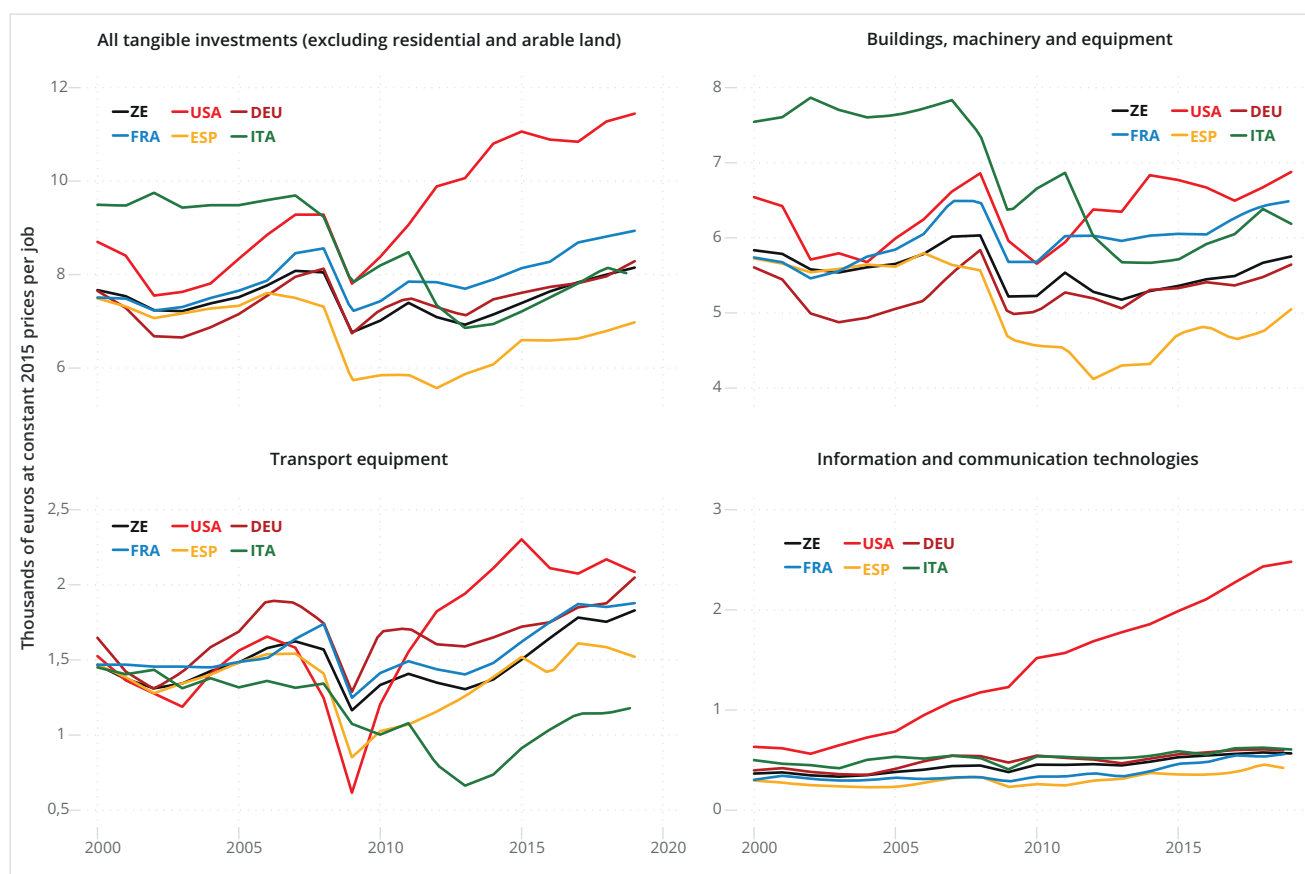 All tangible investments (excluding residential and arable land)
12
10
8
6
ZE USA DEU
FRA ESP ITA
Buildings, machinery and equipment
8
7
6
5
4
ZE USA DEU
FRA ESP ITA
Thousands of euros at constant 2015 prices per job
Transport equipment
2,5
2
1,5
1
0,5
ZE USA DEU
FRA ESP ITA
2000 2005 2010 2015 2020
Information and communication technologies
3
2
1
0
ZE USA DEU
FRA ESP ITA
2000 2005 2010 2015